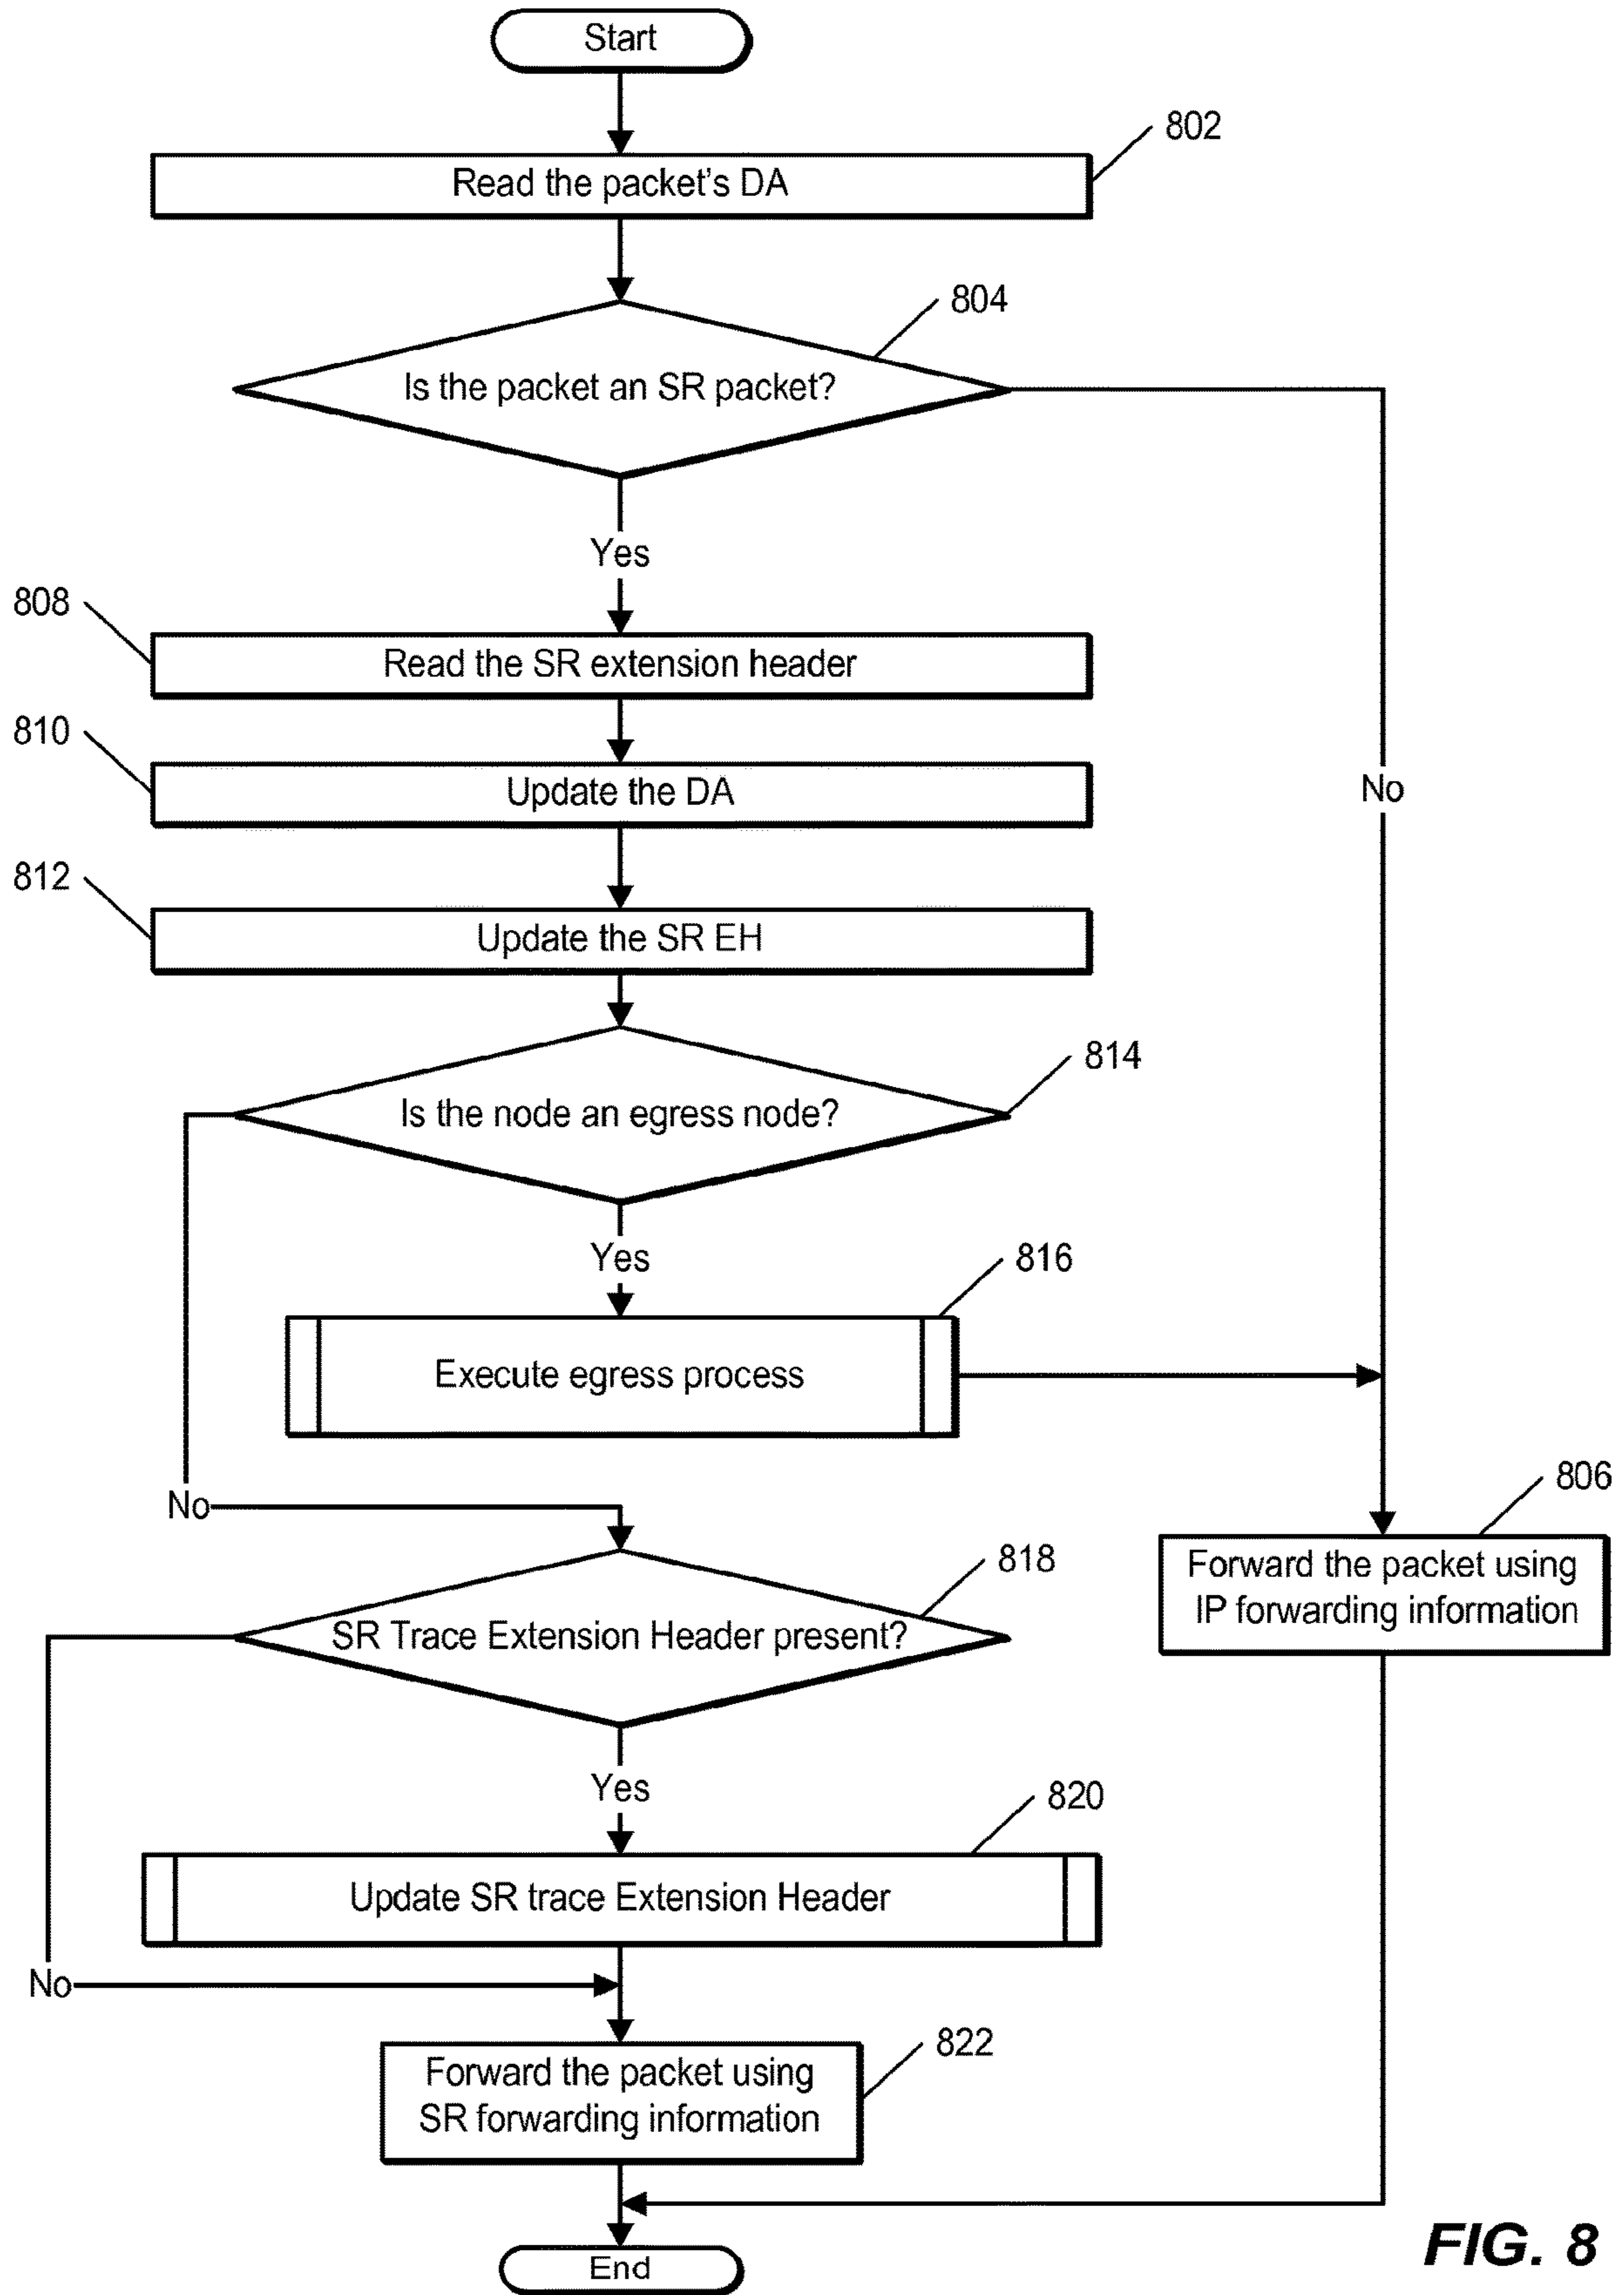 Start
802
Read the packet's DA
804
Is the packet an SR packet?
Yes
808
Read the SR extension header
810
Update the DA
No
812
Update the SR EH
814
Is the node an egress node?
Yes
816
Execute egress process
No
806
Forward the packet using
IP forwarding information
818
SR Trace Extension Header present?
Yes
820
Update SR trace Extension Header
No
822
Forward the packet using
SR forwarding information
End
FIG. 8